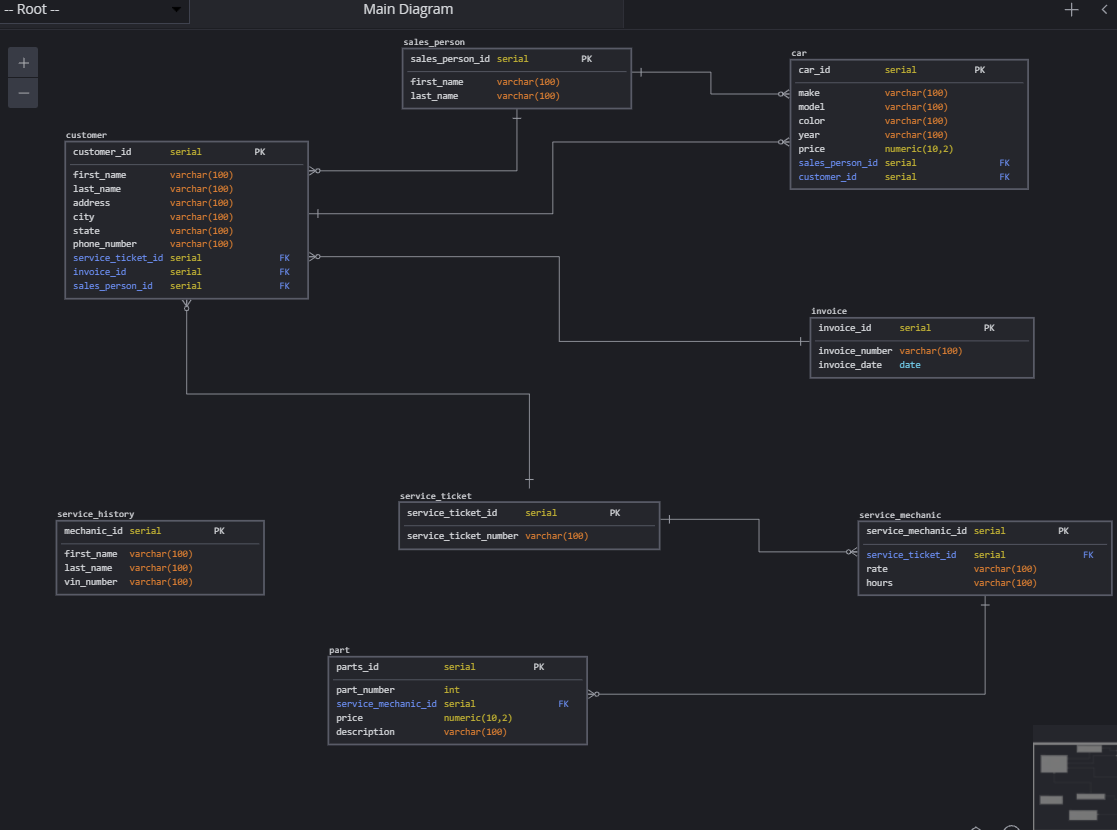 -- Root --
Main Diagram
sales_person
sales_person_id serial PK
first_name varchar(100)
last_name varchar(100)
car
car_id serial PK
make varchar(100)
model varchar(100)
color varchar(100)
year varchar(100)
price numeric(10,2)
sales_person_id serial FK
customer_id serial FK
customer
customer_id serial PK
first_name varchar(100)
last_name varchar(100)
address varchar(100)
city varchar(100)
state varchar(100)
phone_number varchar(100)
service_ticket_id serial FK
invoice_id serial FK
sales_person_id serial FK
invoice
invoice_id serial PK
invoice_number varchar(100)
invoice_date date
service_ticket
service_ticket_id serial PK
service_ticket_number varchar(100)
service_history
mechanic_id serial PK
first_name varchar(100)
last_name varchar(100)
vin_number varchar(100)
service_mechanic
service_mechanic_id serial PK
service_ticket_id serial FK
rate varchar(100)
hours varchar(100)
part
parts_id serial PK
part_number int
service_mechanic_id serial FK
price numeric(10,2)
description varchar(100)